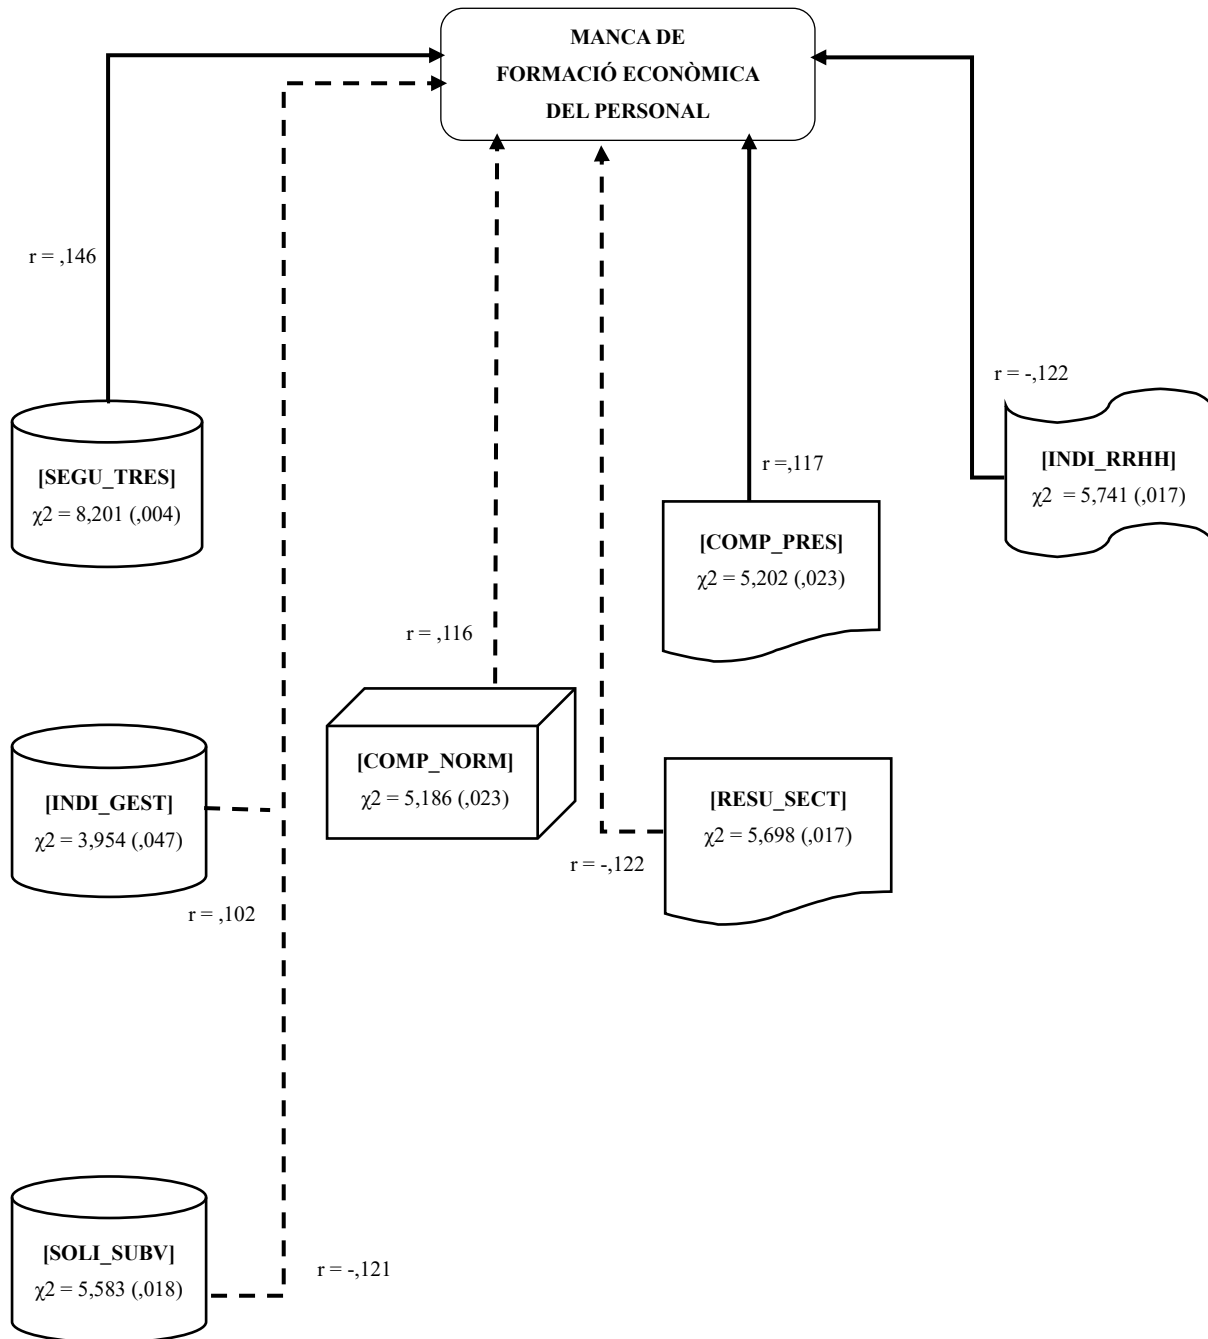 MANCA DE
FORMACIÓ ECONÒMICA
DEL PERSONAL
r = ,146
r = -,122
[INDI_RRHH]
χ2  = 5,741 (,017)
r =,117
[SEGU_TRES]
χ2 = 8,201 (,004)
[COMP_PRES]
χ2 = 5,202 (,023)
r = ,116
[COMP_NORM]
χ2 = 5,186 (,023)
[INDI_GEST]
χ2 = 3,954 (,047)
[RESU_SECT]
χ2 = 5,698 (,017)
r = -,122
r = ,102
[SOLI_SUBV]
χ2 = 5,583 (,018)
r = -,121